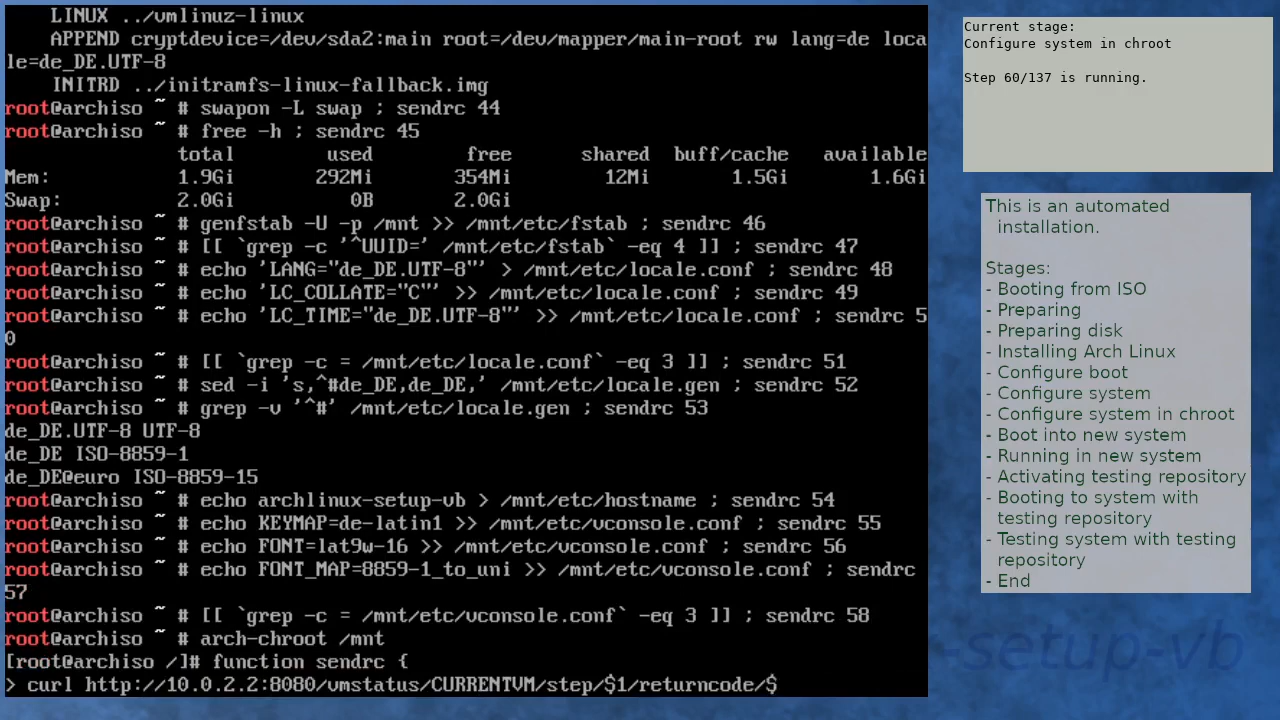 LINUX ../vmlinuz-linux
    APPEND cryptdevice=/dev/sda2:main root=/dev/mapper/main-root rw lang=de loca
le=de_DE.UTF-8
    INITRD ../initramfs-linux-fallback.img
root@archiso ~ # swapon -L swap ; sendrc 44
root@archiso ~ # free -h ; sendrc 45
               total        used        free      shared  buff/cache   available
Mem:           1.9Gi       292Mi       354Mi        12Mi       1.5Gi       1.6Gi
Swap:          2.0Gi          0B       2.0Gi
root@archiso ~ # genfstab -U -p /mnt >> /mnt/etc/fstab ; sendrc 46
root@archiso ~ # [[ `grep -c '^UUID=' /mnt/etc/fstab` -eq 4 ]] ; sendrc 47
root@archiso ~ # echo 'LANG="de_DE.UTF-8"' > /mnt/etc/locale.conf ; sendrc 48
root@archiso ~ # echo 'LC_COLLATE="C"' >> /mnt/etc/locale.conf ; sendrc 49
root@archiso ~ # echo 'LC_TIME="de_DE.UTF-8"' >> /mnt/etc/locale.conf ; sendrc 5
0
root@archiso ~ # [[ `grep -c = /mnt/etc/locale.conf` -eq 3 ]] ; sendrc 51
root@archiso ~ # sed -i 's,^#de_DE,de_DE,' /mnt/etc/locale.gen ; sendrc 52
root@archiso ~ # grep -v '^#' /mnt/etc/locale.gen ; sendrc 53
de_DE.UTF-8 UTF-8
de_DE ISO-8859-1
de_DE@euro ISO-8859-15
root@archiso ~ # echo archlinux-setup-vb > /mnt/etc/hostname ; sendrc 54
root@archiso ~ # echo KEYMAP=de-latin1 >> /mnt/etc/vconsole.conf ; sendrc 55
root@archiso ~ # echo FONT=lat9w-16 >> /mnt/etc/vconsole.conf ; sendrc 56
root@archiso ~ # echo FONT_MAP=8859-1_to_uni >> /mnt/etc/vconsole.conf ; sendrc
57
root@archiso ~ # [[ `grep -c = /mnt/etc/vconsole.conf` -eq 3 ]] ; sendrc 58
root@archiso ~ # arch-chroot /mnt
[root@archiso /]# function sendrc {
> curl http://10.0.2.2:8080/vmstatus/CURRENTVM/step/$1/returncode/$
Current stage:
Configure system in chroot
Step 60/137 is running.
This is an automated
installation.
Stages:
- Booting from ISO
- Preparing
- Preparing disk
- Installing Arch Linux
- Configure boot
- Configure system
- Configure system in chroot
- Boot into new system
- Running in new system
- Activating testing repository
- Booting to system with
testing repository
- Testing system with testing
repository
- End
-setup-vb